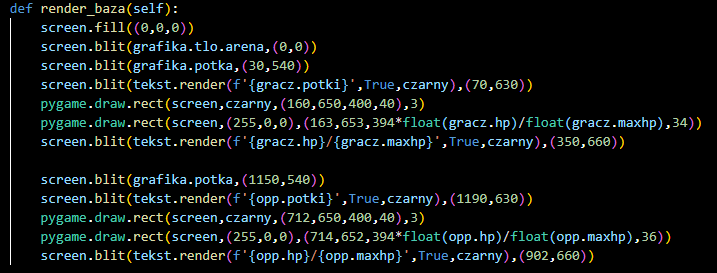 def render_baza(self):
    screen.fill((0,0,0))
    screen.blit(grafika.tlo.arena,(0,0))
    screen.blit(grafika.potka,(30,540))
    screen.blit(tekst.render(f'{gracz.potki}',True,czarny),(70,630))
    pygame.draw.rect(screen,czarny,(160,650,400,40),3)
    pygame.draw.rect(screen,(255,0,0),(163,653,394*float(gracz.hp)/float(gracz.maxhp),34))
    screen.blit(tekst.render(f'{gracz.hp}/{gracz.maxhp}',True,czarny),(350,660))

    screen.blit(grafika.potka,(1150,540))
    screen.blit(tekst.render(f'{opp.potki}',True,czarny),(1190,630))
    pygame.draw.rect(screen,czarny,(712,650,400,40),3)
    pygame.draw.rect(screen,(255,0,0),(714,652,394*float(opp.hp)/float(opp.maxhp),36))
    screen.blit(tekst.render(f'{opp.hp}/{opp.maxhp}',True,czarny),(902,660))